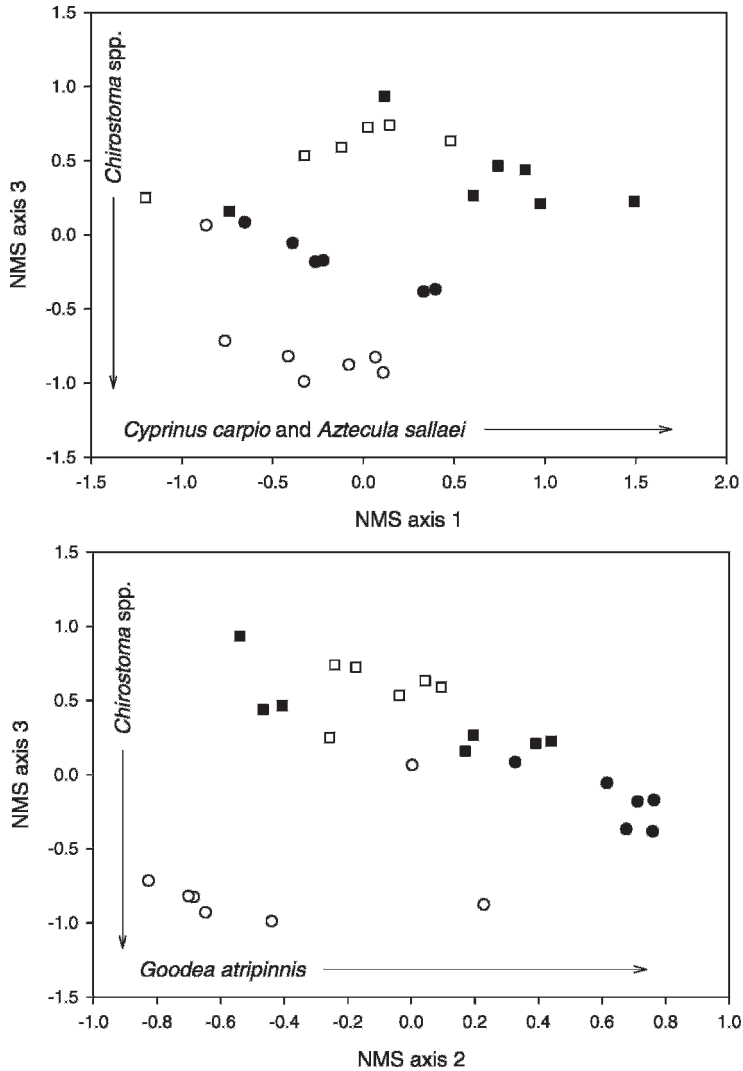 1.5
1.0
0.5
0.0
-0.5
-1.0
-1.5
NMS axis 3
Chirostoma spp.
Cyprinus carpio and Aztecula sallaei
-1.5 -1.0 -0.5 0.0 0.5 1.0 1.5 2.0
NMS axis 1
1.5
1.0
0.5
0.0
-0.5
-1.0
-1.5
NMS axis 3
Chirostoma spp.
Goodea atripinnis
-1.0 -0.8 -0.6 -0.4 -0.2 0.0 0.2 0.4 0.6 0.8 1.0
NMS axis 2